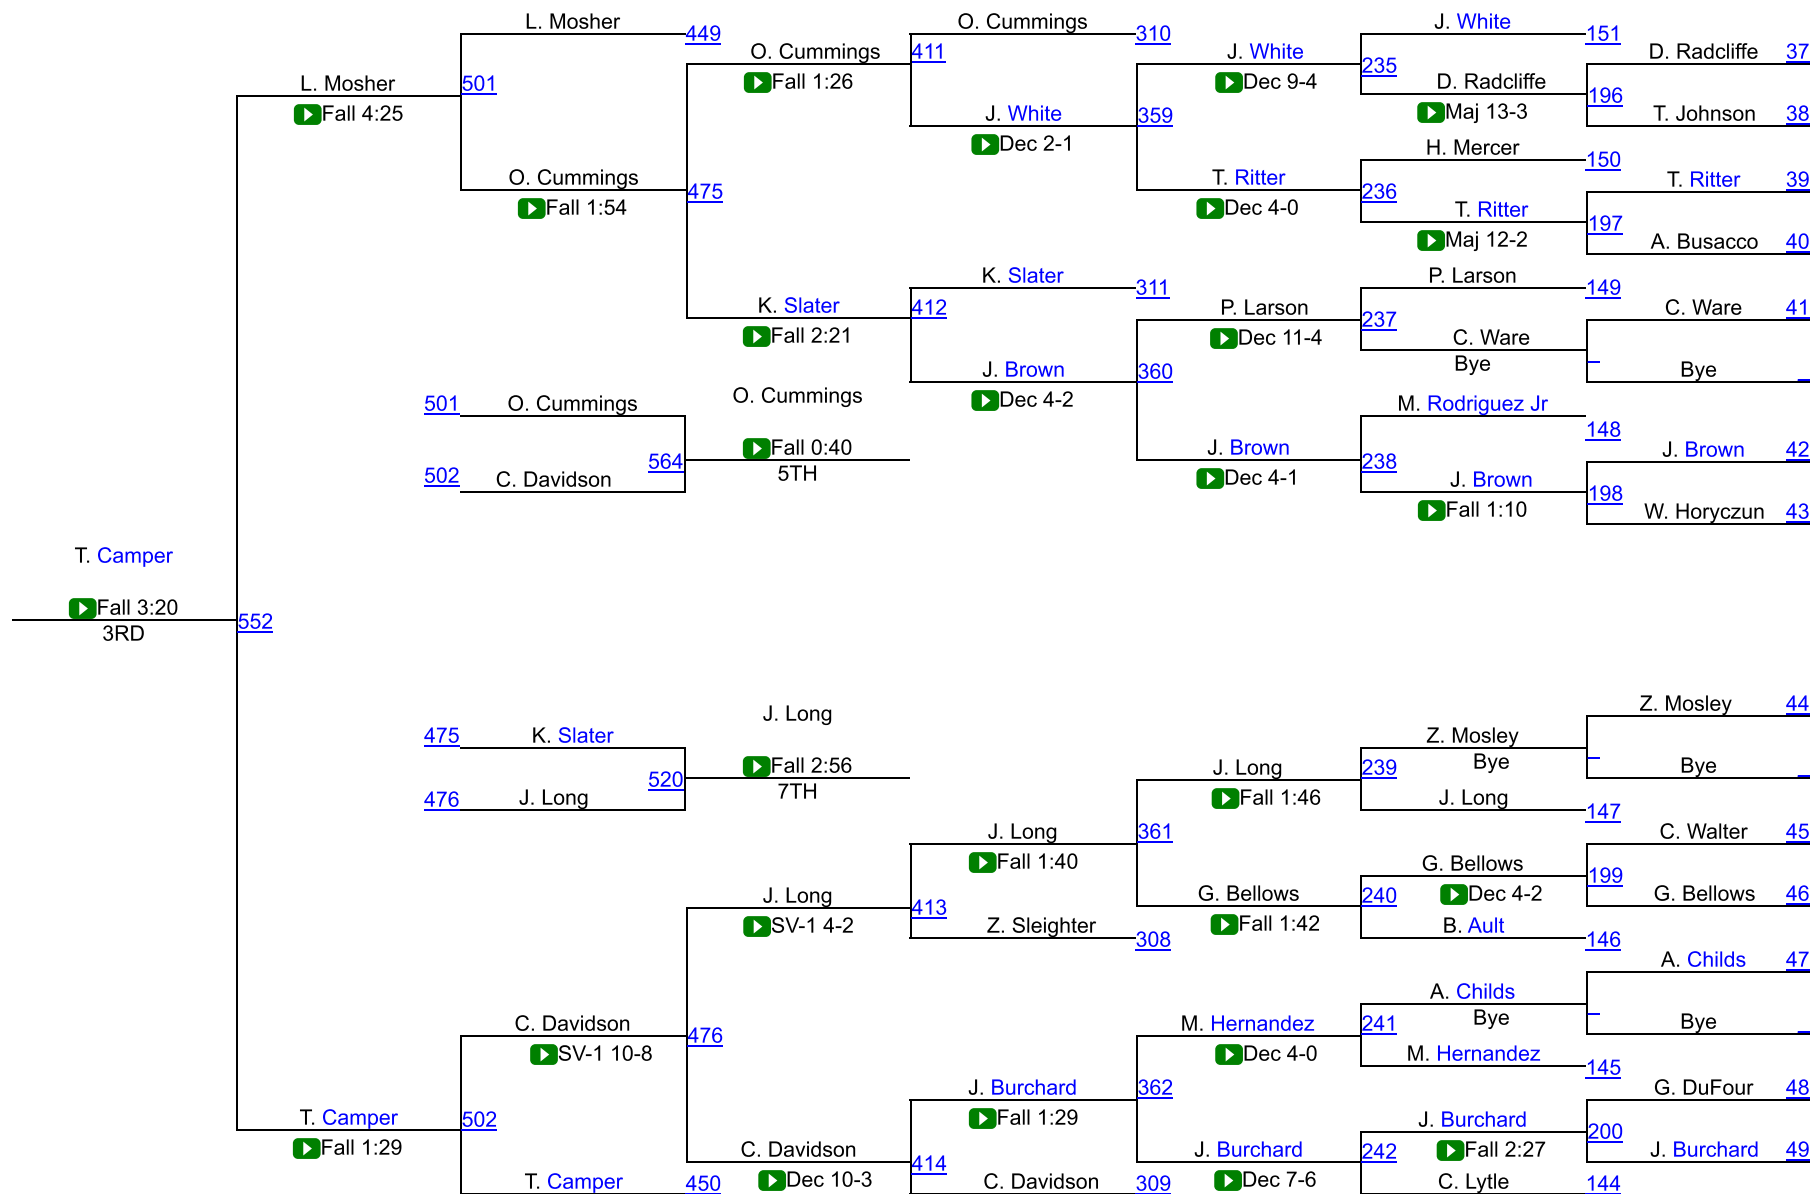 L. Mosher
449
O. Cummings
310
J. White
151
O. Cummings
411
J. White
D. Radcliffe
37
L. Mosher
501
Fall 1:26
Dec 9-4
235
D. Radcliffe
196
Fall 4:25
J. White
359
Maj 13-3
T. Johnson
38
Dec 2-1
H. Mercer
150
O. Cummings
475
T. Ritter
236
T. Ritter
39
Fall 1:54
Dec 4-0
T. Ritter
197
Maj 12-2
A. Busacco
40
K. Slater
311
P. Larson
149
K. Slater
412
P. Larson
237
C. Ware
41
Fall 2:21
Dec 11-4
C. Ware
Bye
J. Brown
360
Bye
501
O. Cummings
O. Cummings
Dec 4-2
M. Rodriguez Jr
148
Fall 0:40
J. Brown
238
J. Brown
42
502
C. Davidson
564
5TH
Dec 4-1
J. Brown
198
Fall 1:10
W. Horyczun
43
T. Camper
Fall 3:20
552
3RD
J. Long
Z. Mosley
44
475
K. Slater
Z. Mosley
Fall 2:56
J. Long
239
Bye
Bye
476
J. Long
520
7TH
Fall 1:46
J. Long
147
J. Long
361
C. Walter
45
Fall 1:40
G. Bellows
199
J. Long
413
G. Bellows
240
Dec 4-2
G. Bellows
46
SV-1 4-2
Z. Sleighter
308
Fall 1:42
B. Ault
146
A. Childs
47
A. Childs
C. Davidson
476
M. Hernandez
241
Bye
Bye
SV-1 10-8
Dec 4-0
M. Hernandez
145
J. Burchard
362
G. DuFour
48
T. Camper
502
Fall 1:29
J. Burchard
200
Fall 1:29
C. Davidson
414
J. Burchard
242
Fall 2:27
J. Burchard
49
T. Camper
450
Dec 10-3
C. Davidson
309
Dec 7-6
C. Lytle
144